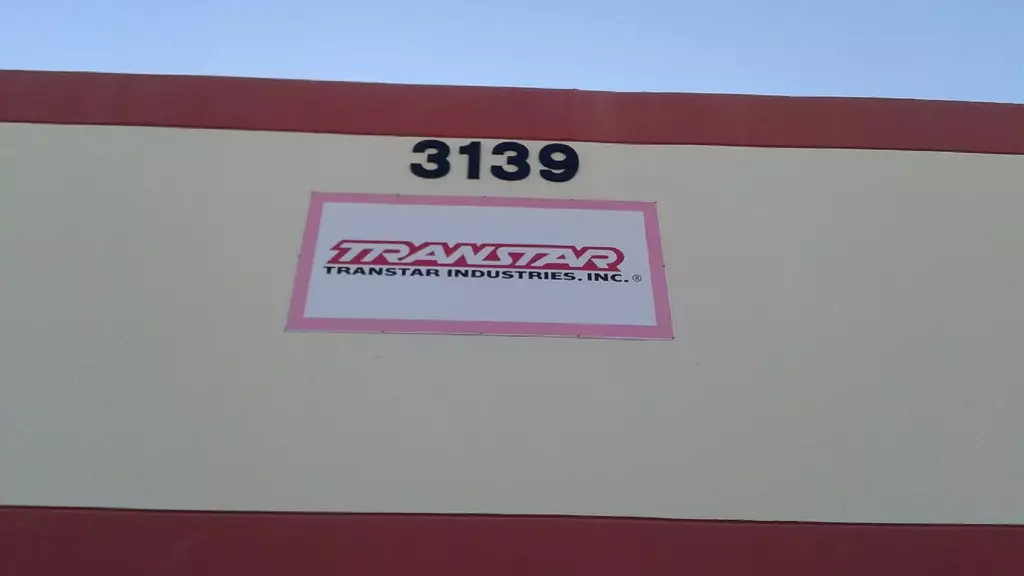 3139
TRANSTAR
TRANSTAR INDUSTRIES, INC.®